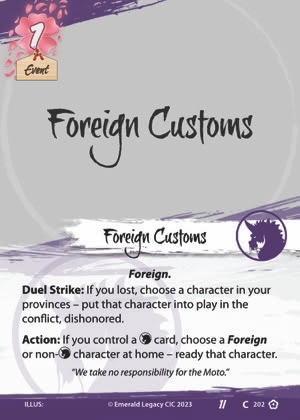 1
Event
Foreign Customs
Foreign Customs
Foreign.
Duel Strike: If you lost, choose a character in your
provinces – put that character into play in the
conflict, dishonored.
Action: If you control a card, choose a Foreign
or non- character at home – ready that character.
“We take no responsibility for the Moto.”
ILLUS:
© Emerald Legacy CIC 2023
C 202